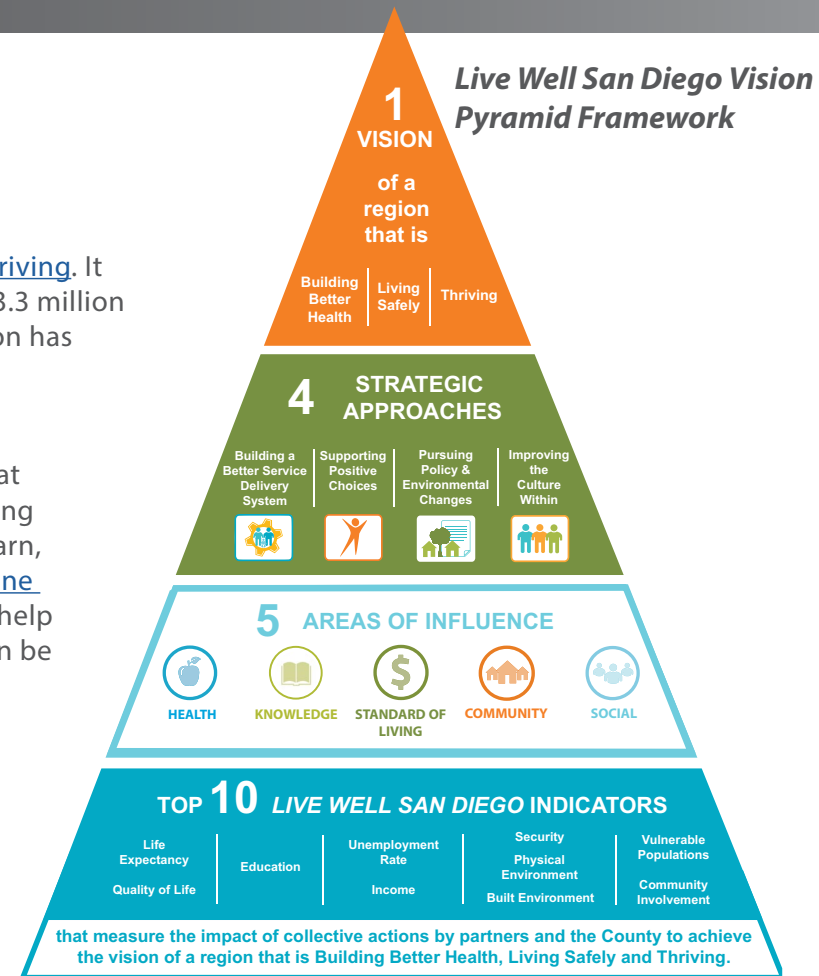 Live Well San Diego Vision
Pyramid Framework
riving. It
3.3 million
on has
at
ng
arn,
ne
help
n be
1
VISION
of a
region
that is
Building
Better
Health
Living
Safely
Thriving
4 STRATEGIC
APPROACHES
Building a
Better Service
Delivery
System
Supporting
Positive
Choices
Pursuing
Policy &
Environmental
Changes
Improving
the
Culture
Within
5 AREAS OF INFLUENCE
HEALTH
KNOWLEDGE
STANDARD OF
LIVING
COMMUNITY
SOCIAL
TOP 10 LIVE WELL SAN DIEGO INDICATORS
Life
Expectancy
Quality of Life
Education
Unemployment
Rate
Income
Security
Physical
Environment
Built Environment
Vulnerable
Populations
Community
Involvement
that measure the impact of collective actions by partners and the County to achieve
the vision of a region that is Building Better Health, Living Safely and Thriving.